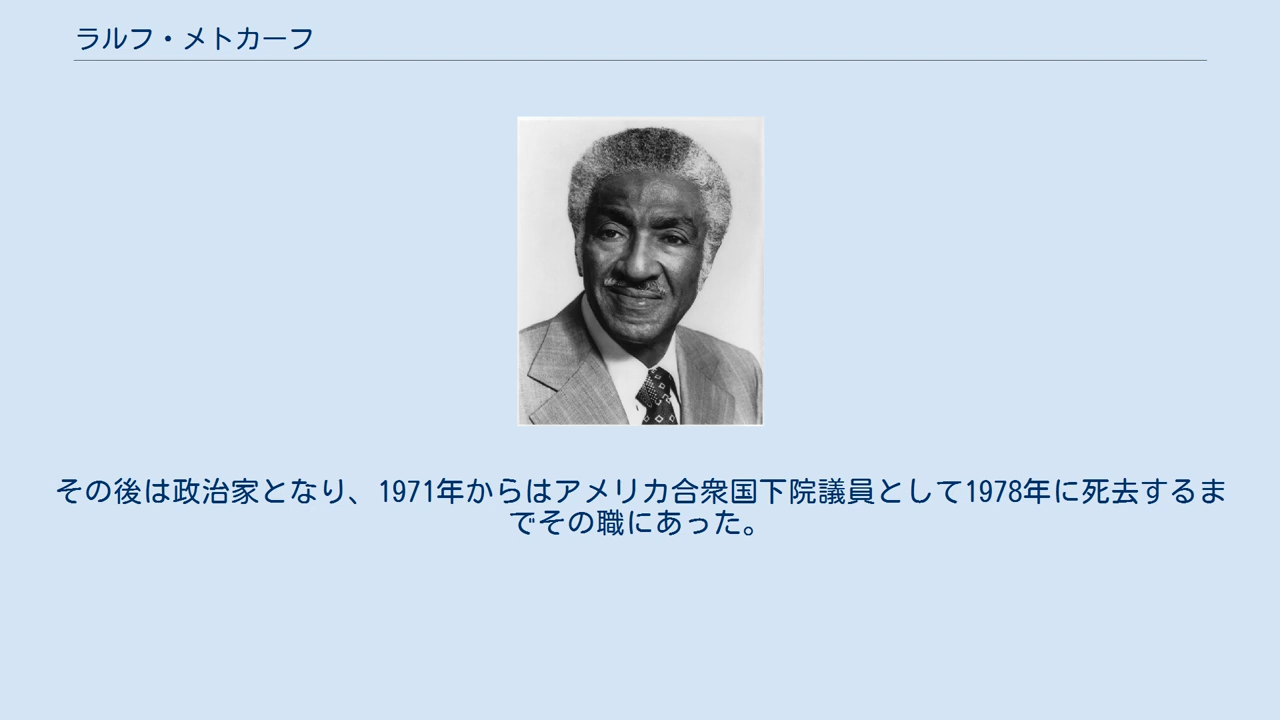 ラルフ・メトカーフ
その後は政治家となり、1971年からはアメリカ合衆国下院議員として1978年に死去するま
でその職にあった。